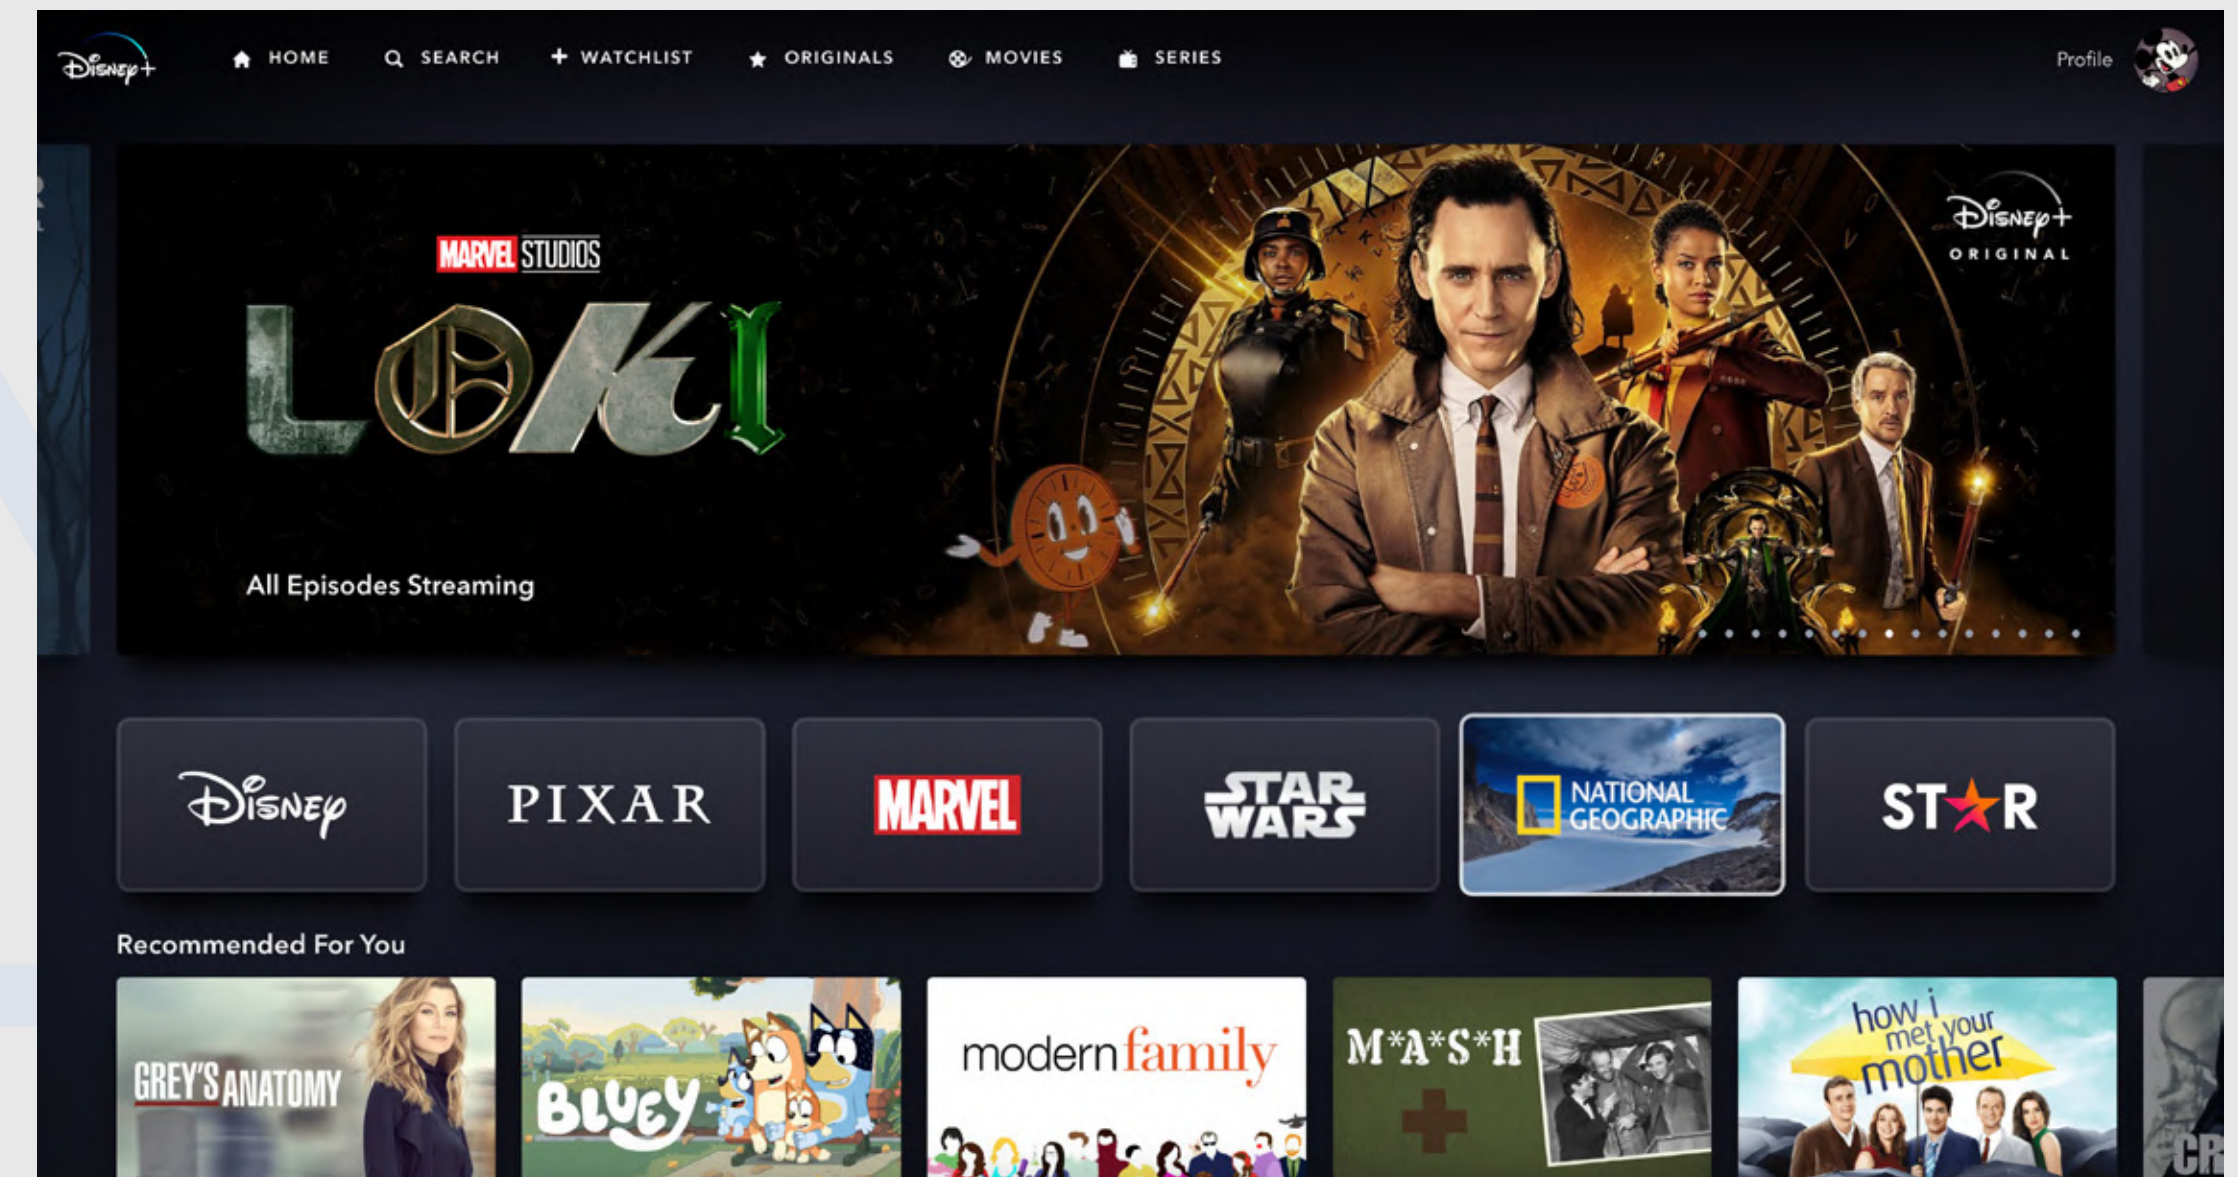 Disney+
HOME
SEARCH
WATCHLIST
ORIGINALS
MOVIES
SERIES
Profile
MARVEL STUDIOS
LOKI
All Episodes Streaming
Disney+
ORIGINAL
Disney
PIXAR
MARVEL
STAR
WARS
NATIONAL
GEOGRAPHIC
STAR
Recommended For You
GREY'S ANATOMY
BLUEY
modern family
M*A*S*H
how i
met your
mother
CR